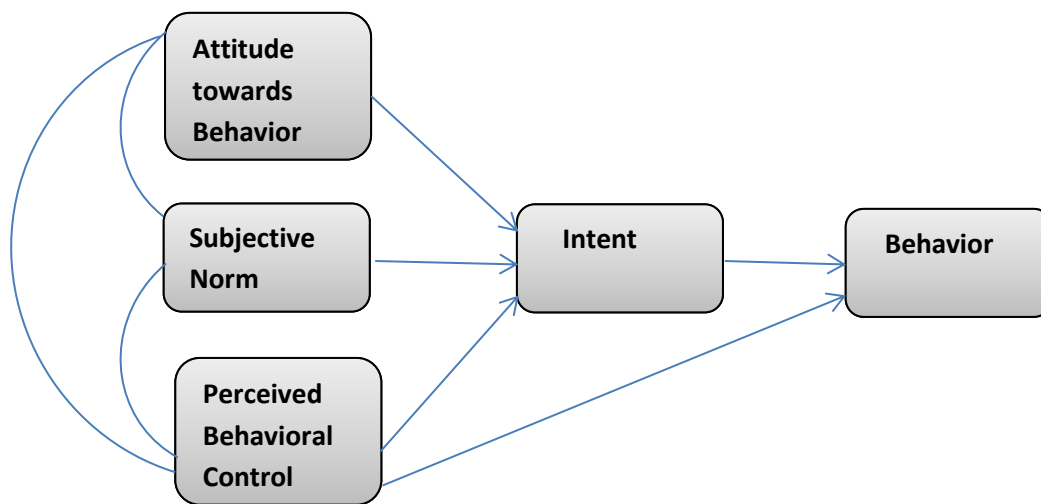 Attitude
towards
Behavior
Subjective
Norm
Intent
Behavior
Perceived
Behavioral
Control